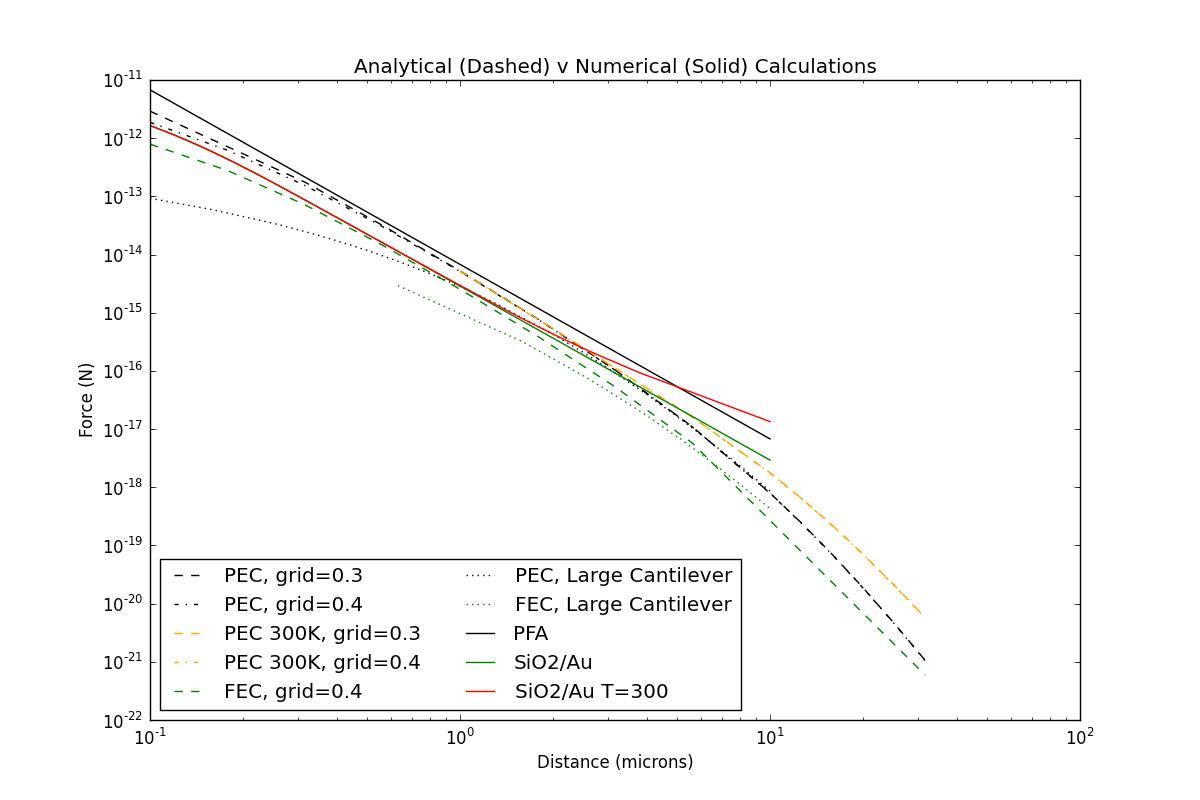 Analytical (Dashed) v Numerical (Solid) Calculations
10^-11
10^-12
10^-13
10^-14
10^-15
10^-16
10^-17
10^-18
10^-19
10^-20
10^-21
10^-22
Force (N)
PEC, grid=0.3
PEC, grid=0.4
PEC 300K, grid=0.3
PEC 300K, grid=0.4
FEC, grid=0.4
PEC, Large Cantilever
FEC, Large Cantilever
PFA
SiO2/Au
SiO2/Au T=300
10^-1 10^0 10^1 10^2
Distance (microns)